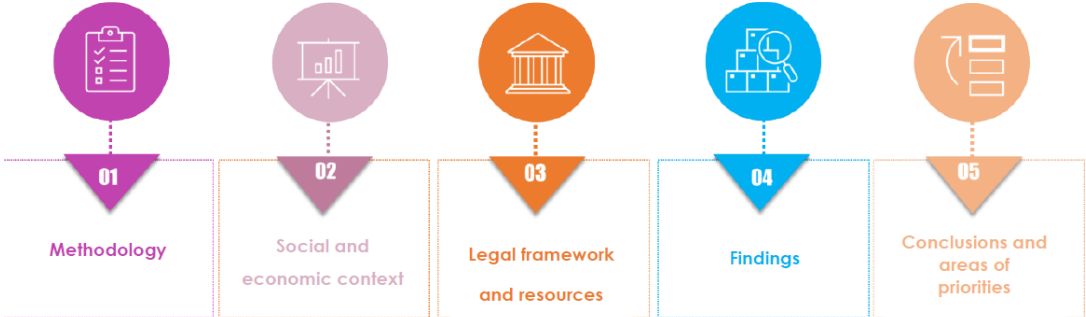 01
Methodology
02
Social and
economic context
03
Legal framework
and resources
04
Findings
05
Conclusions and
areas of
priorities